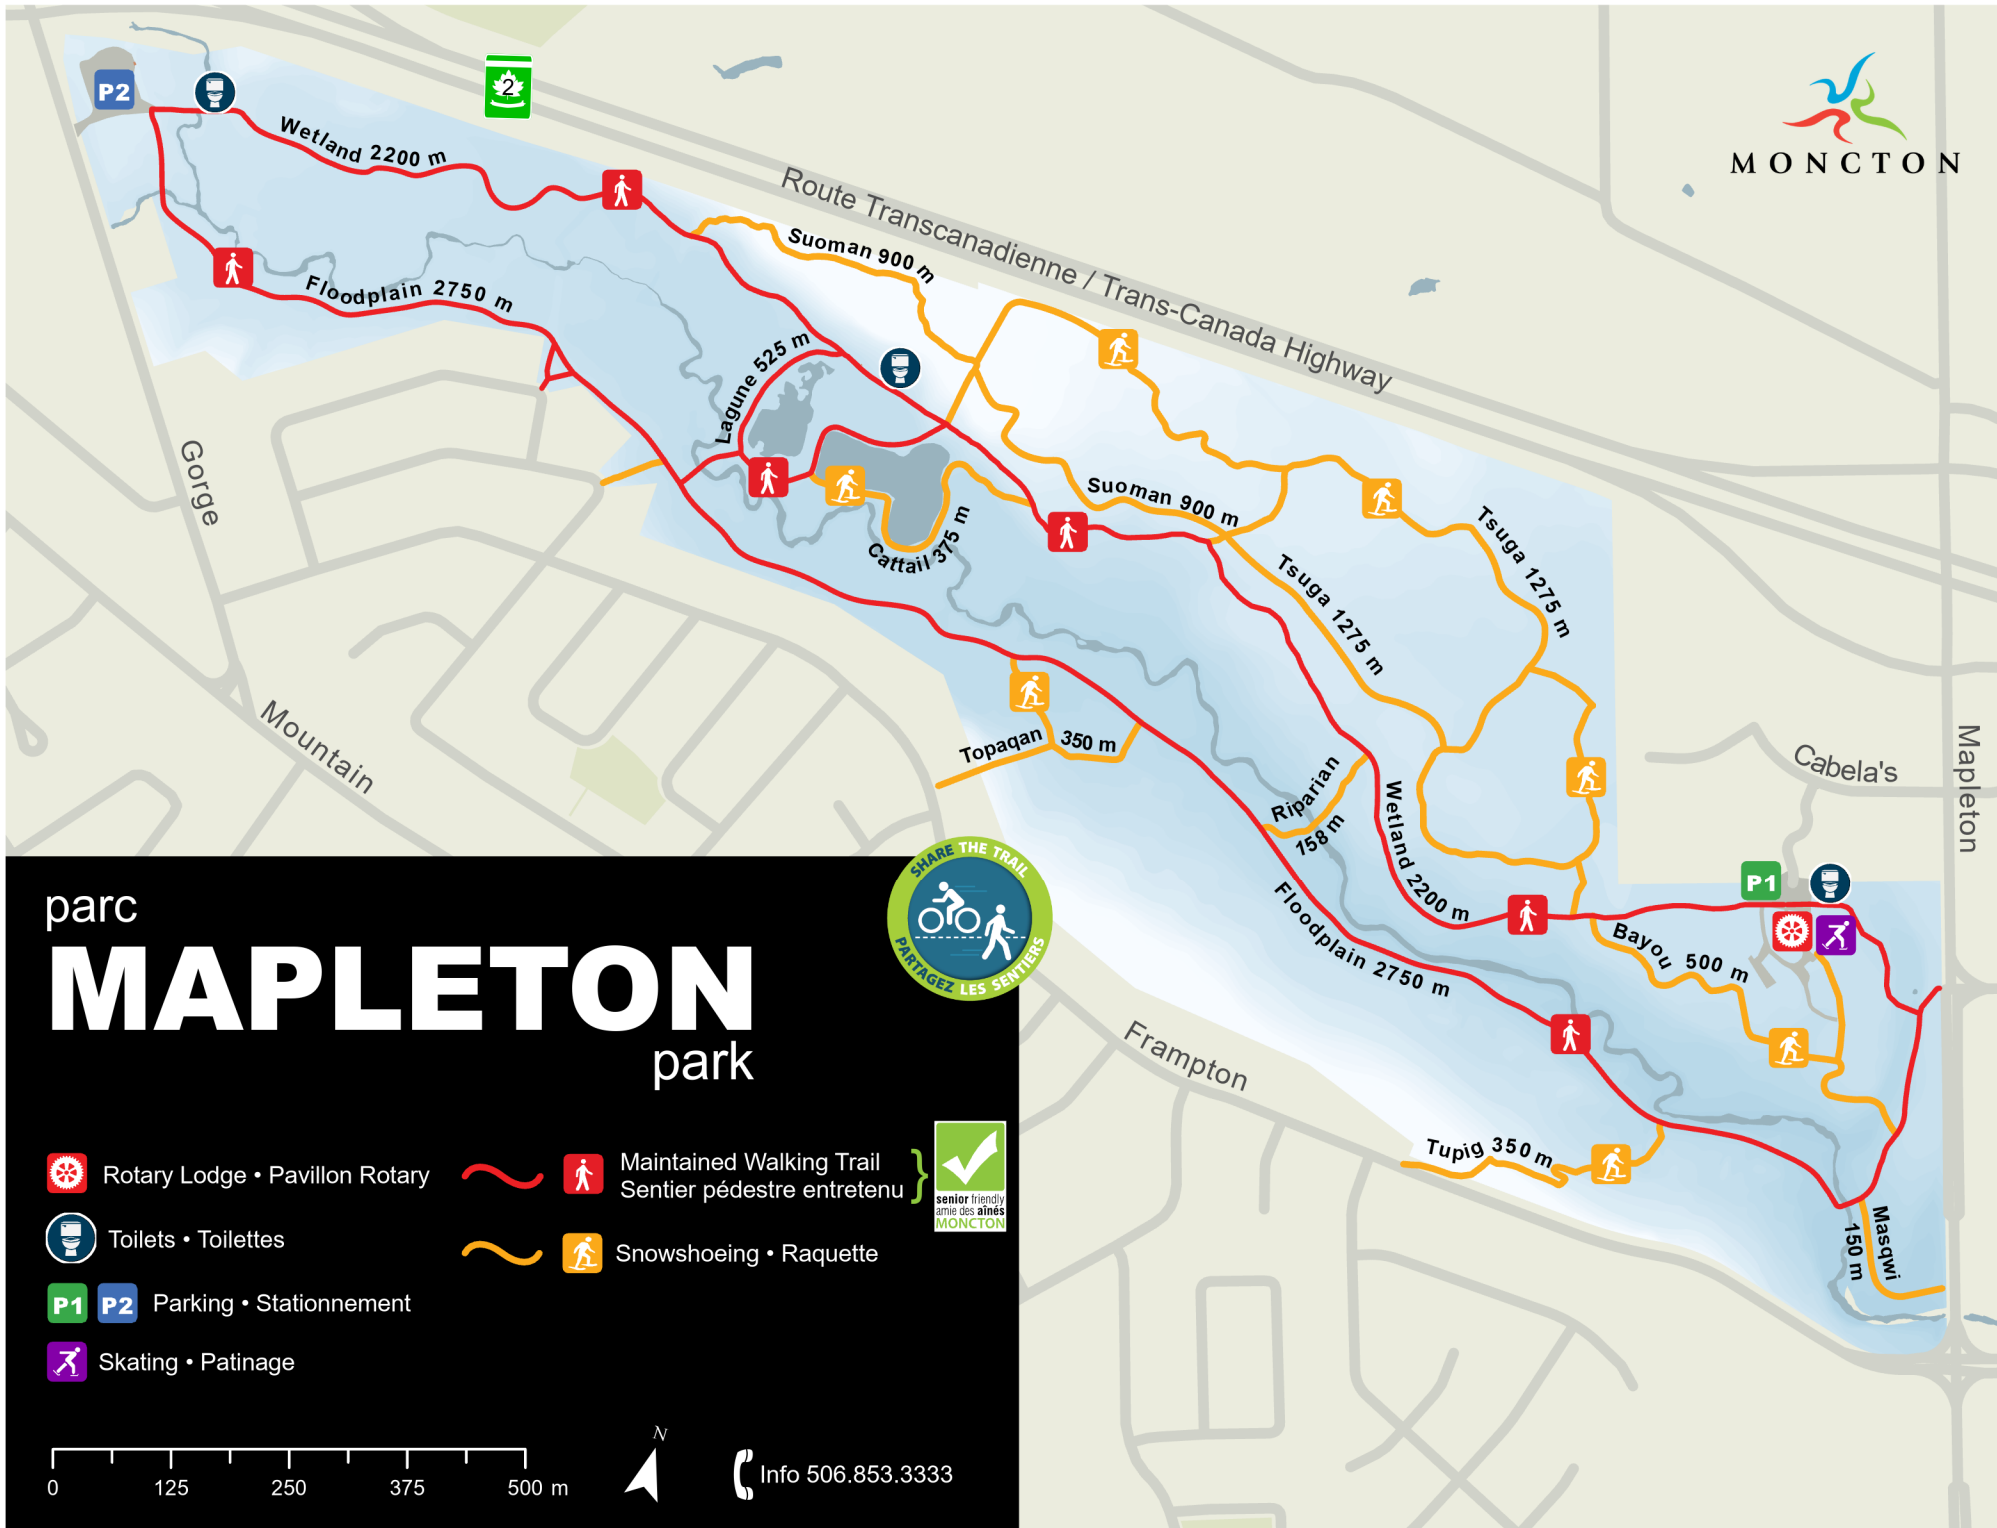 P2
2
MONCTON
Wetland 2200 m
Route Transcanadienne / Trans-Canada Highway
Suoman 900 m
Floodplain 2750 m
Lagune 525 m
Gorge
Suoman 900 m
Cattail 375 m
Tsuga 1275 m
Tsuga 1275 m
Mountain
Topaqan 350 m
Riparian
158 m
Wetland 2200 m
Cabela's
Mapleton
P1
Floodplain 2750 m
Bayou 500 m
Frampton
Tupig 350 m
Masqwi
150 m
SHARE THE TRAIL
PARTAGEZ LES SENTIERS
parc
MAPLETON
park
Rotary Lodge • Pavillon Rotary
Maintained Walking Trail
Sentier pédestre entretenu
senior friendly
amie des aînés
MONCTON
Toilets • Toilettes
Snowshoeing • Raquette
P1 P2 Parking • Stationnement
Skating • Patinage
0 125 250 375 500 m
N
Info 506.853.3333